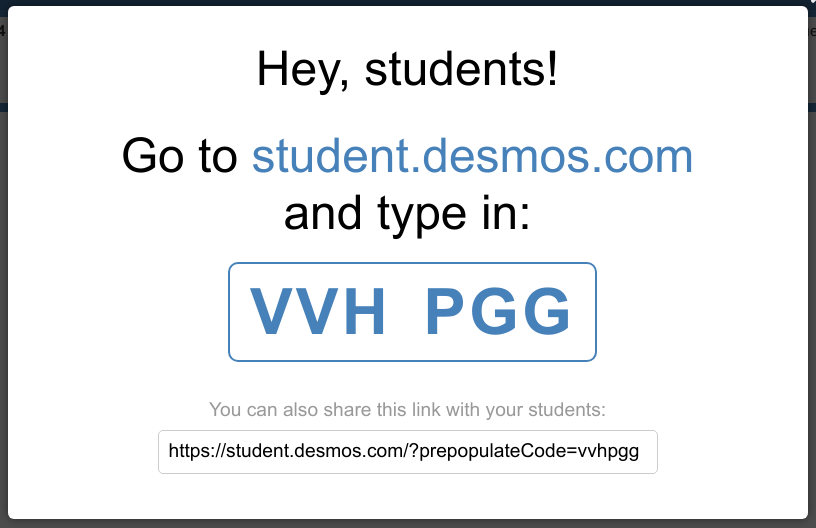 Hey, students!
Go to student.desmos.com
and type in:
VVH PGG
You can also share this link with your students:
https://student.desmos.com/?prepopulateCode=vvhpgg